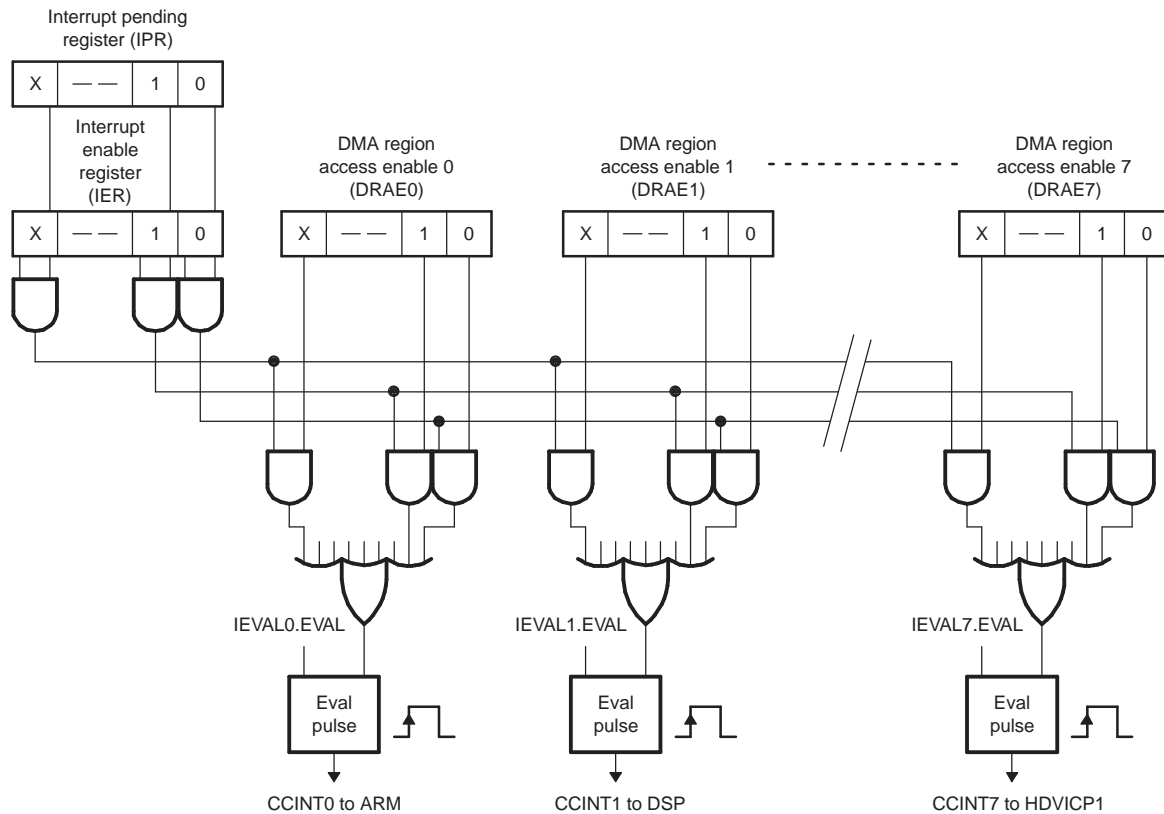 Interrupt pending
register (IPR)
X — — 1 0
Interrupt
enable
register
(IER)
X — — 1 0
DMA region
access enable 0
(DRAE0)
X — — 1 0
DMA region
access enable 1
(DRAE1)
X — — 1 0
DMA region
access enable 7
(DRAE7)
X — — 1 0
IEVAL0.EVAL
Eval
pulse
CCINT0 to ARM
IEVAL1.EVAL
Eval
pulse
CCINT1 to DSP
IEVAL7.EVAL
Eval
pulse
CCINT7 to HDVICP1